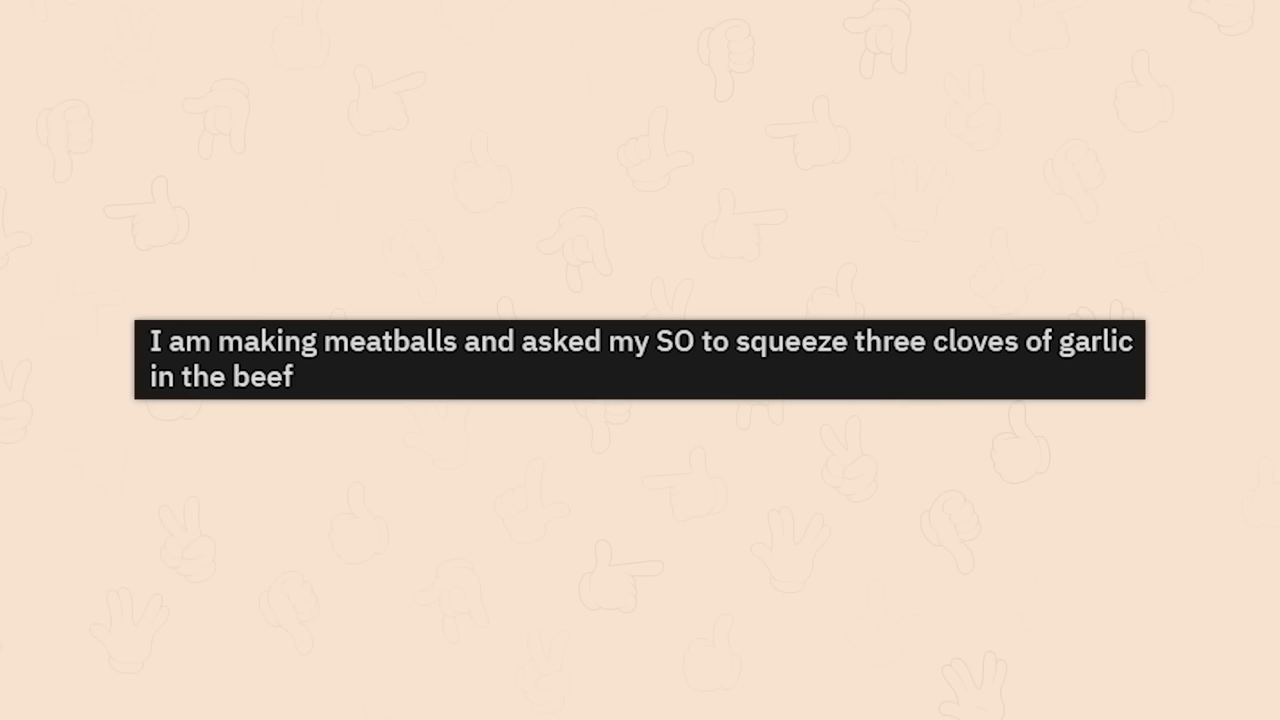 I am making meatballs and asked my SO to squeeze three cloves of garlic
in the beef